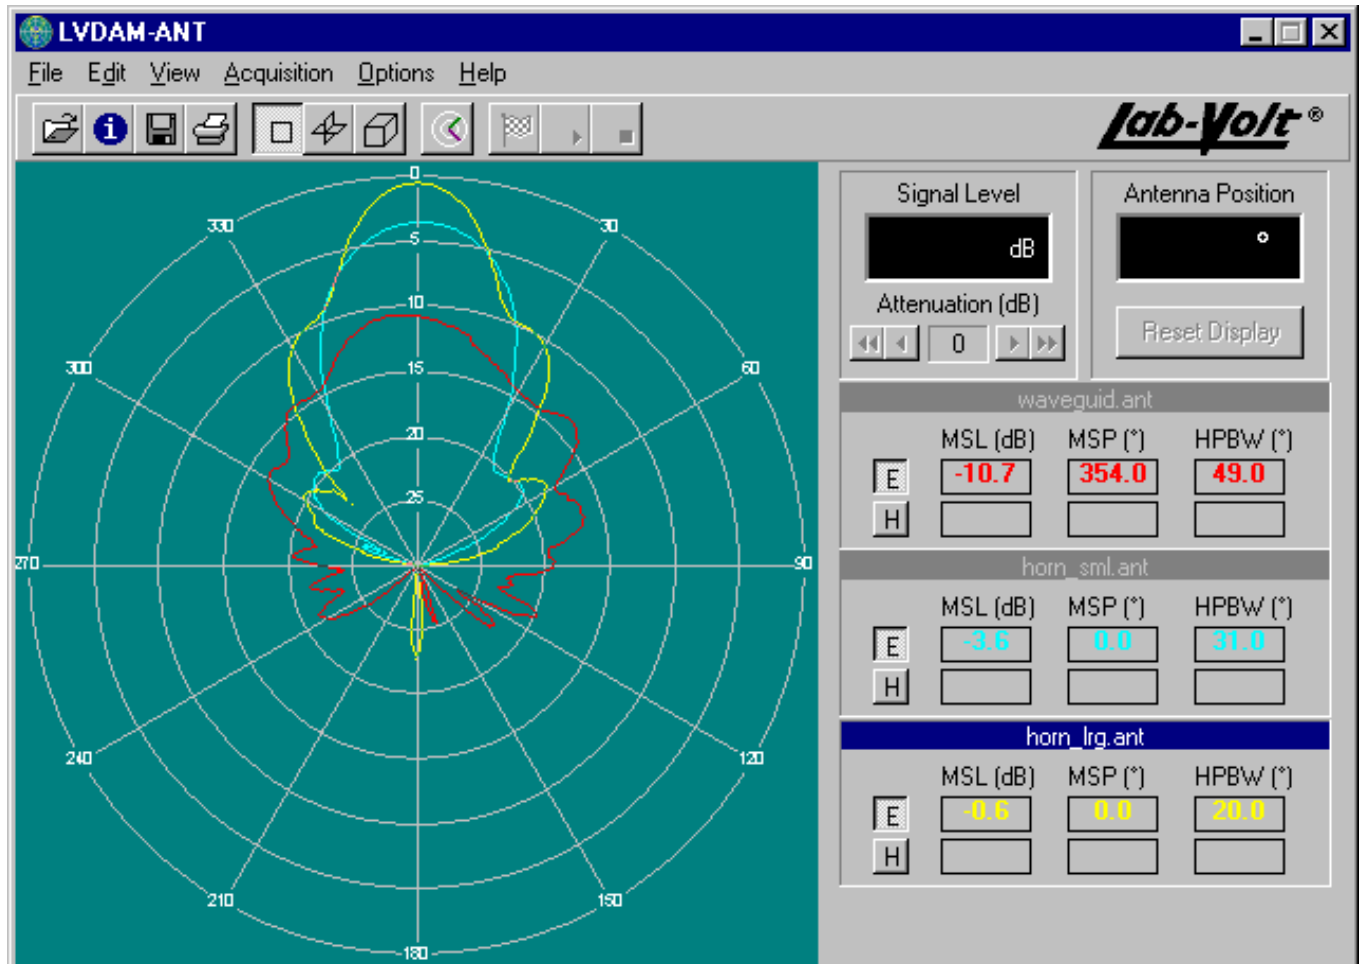 LVDAM-ANT
File Edit View Acquisition Options Help
Lab-Volt ®
0
330 30
5
10
300 60
15
20
25
270 90
240 120
210 150
180
Signal Level
dB
Attenuation (dB)
0
Antenna Position
°
Reset Display
waveguid.ant
MSL (dB) MSP (°) HPBW (°)
E -10.7 354.0 49.0
H
horn_sml.ant
MSL (dB) MSP (°) HPBW (°)
E -3.6 0.0 31.0
H
horn_lrg.ant
MSL (dB) MSP (°) HPBW (°)
E -0.6 0.0 20.0
H